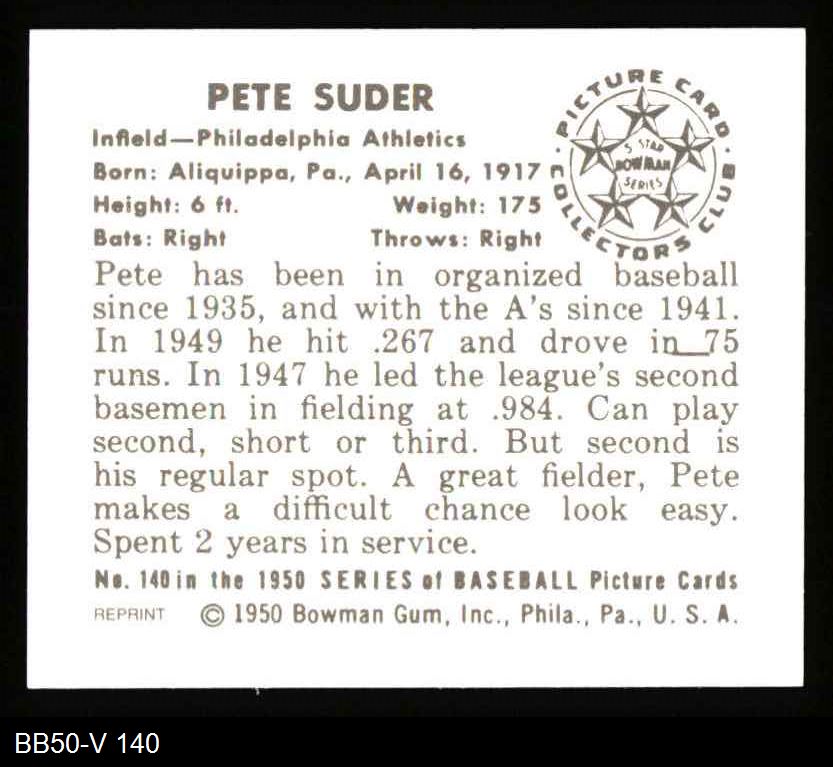 PETE SUDER
Infield—Philadelphia Athletics
Born: Aliquippa, Pa., April 16, 1917
Height: 6 ft. Weight: 175
Bats: Right Throws: Right
PICTURE CARD
COLLECTORS CLUB
5 STAR
BOWMAN
SERIES
Pete has been in organized baseball
since 1935, and with the A's since 1941.
In 1949 he hit .267 and drove in 75
runs. In 1947 he led the league's second
basemen in fielding at .984. Can play
second, short or third. But second is
his regular spot. A great fielder, Pete
makes a difficult chance look easy.
Spent 2 years in service.
No. 140 in the 1950 SERIES of BASEBALL Picture Cards
REPRINT © 1950 Bowman Gum, Inc., Phila., Pa., U. S. A.
BB50-V 140